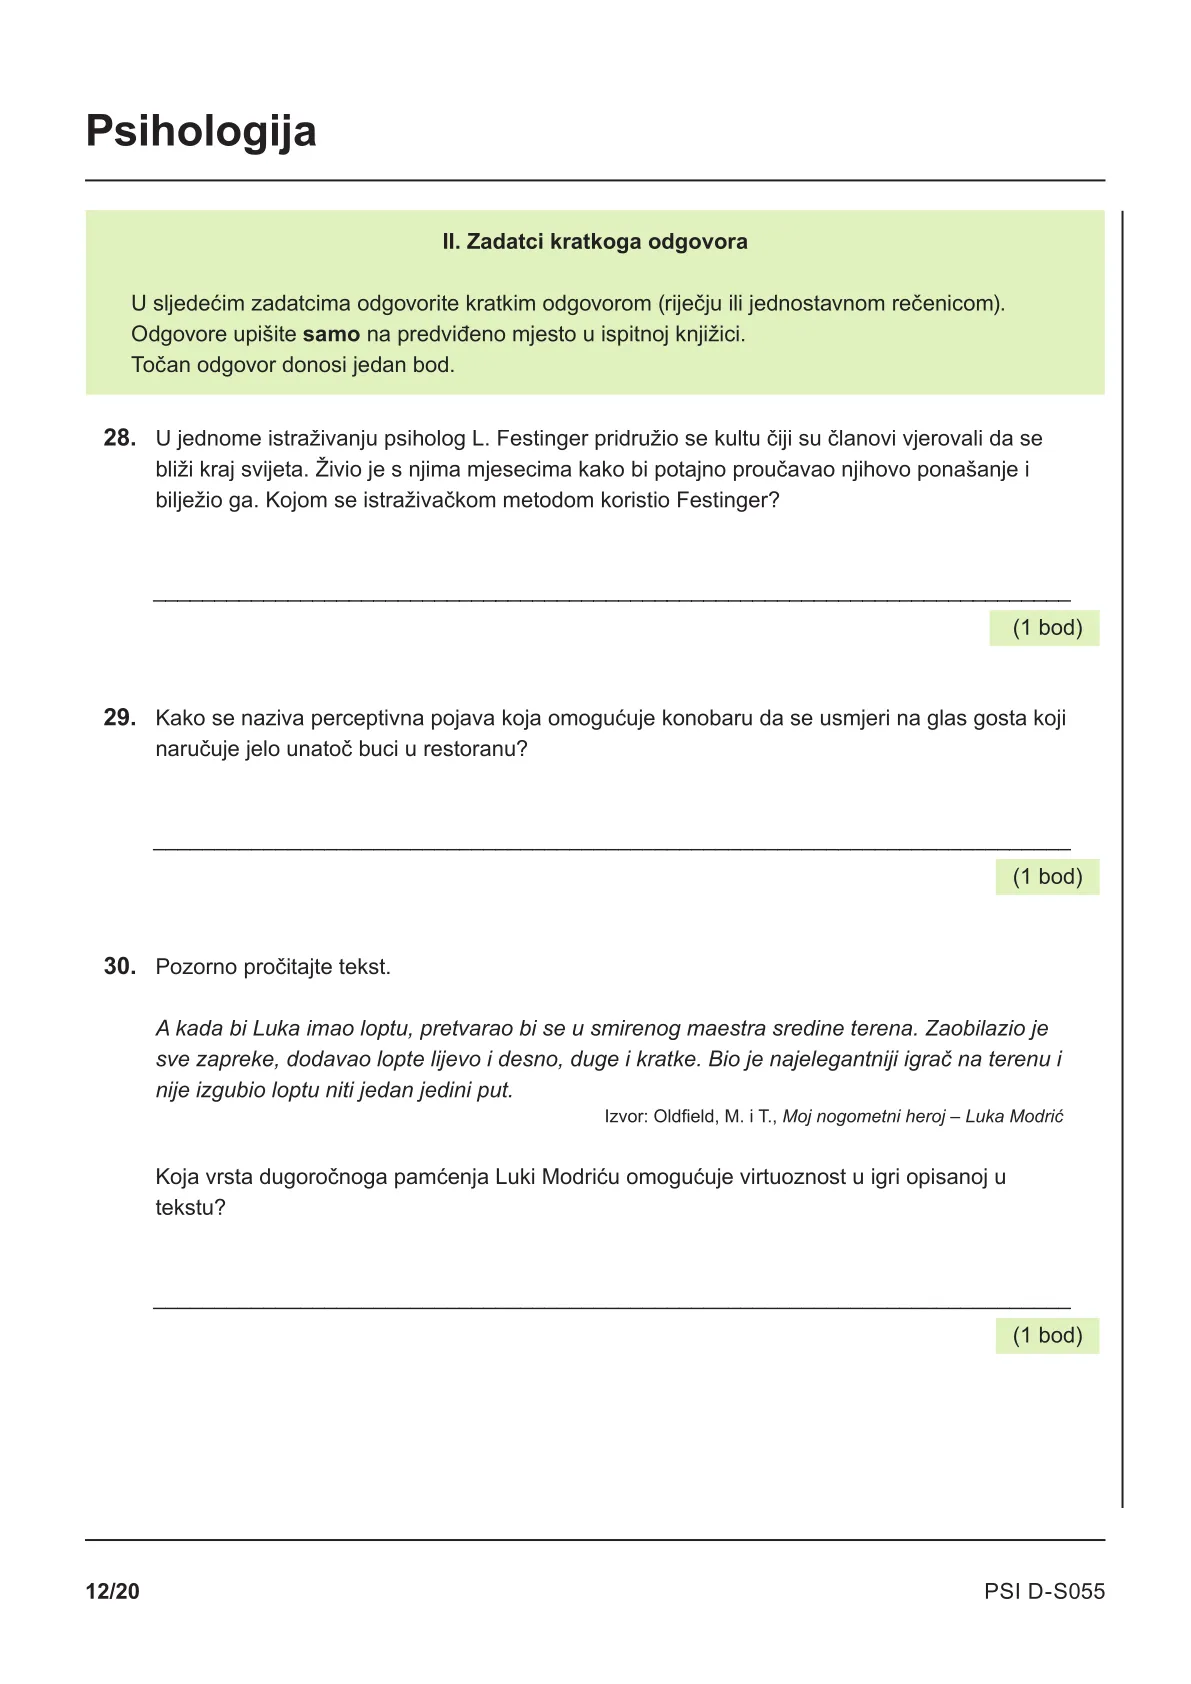 Psihologija
II. Zadatci kratkoga odgovora
U sljedećim zadatcima odgovorite kratkim odgovorom (riječju ili jednostavnom rečenicom).
Odgovore upišite samo na predviđeno mjesto u ispitnoj knjižici.
Točan odgovor donosi jedan bod.
28. U jednome istraživanju psiholog L. Festinger pridružio se kultu čiji su članovi vjerovali da se
bliži kraj svijeta. Živio je s njima mjesecima kako bi potajno proučavao njihovo ponašanje i
bilježio ga. Kojom se istraživačkom metodom koristio Festinger?
(1 bod)
29. Kako se naziva perceptivna pojava koja omogućuje konobaru da se usmjeri na glas gosta koji
naručuje jelo unatoč buci u restoranu?
(1 bod)
30. Pozorno pročitajte tekst.
A kada bi Luka imao loptu, pretvarao bi se u smirenog maestra sredine terena. Zaobilazio je
sve zapreke, dodavao lopte lijevo i desno, duge i kratke. Bio je najelegantniji igrač na terenu i
nije izgubio loptu niti jedan jedini put.
Izvor: Oldfield, M. i T., Moj nogometni heroj – Luka Modrić
Koja vrsta dugoročnoga pamćenja Luki Modriću omogućuje virtuoznost u igri opisanoj u
tekstu?
(1 bod)
12/20
PSI D-S055